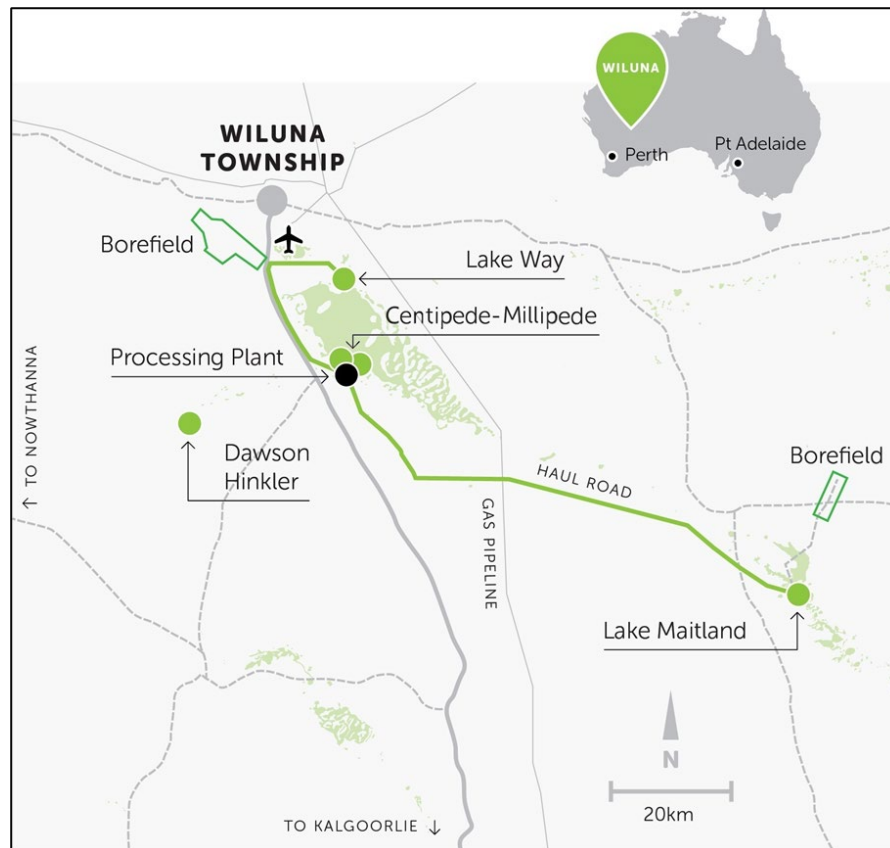 WILUNA
Perth
Pt Adelaide
WILUNA
TOWNSHIP
Borefield
Lake Way
Centipede-Millipede
Processing Plant
Dawson
Hinkler
↑ TO NOWTHANNA
HAUL ROAD
GAS PIPELINE
Borefield
Lake Maitland
N
20km
TO KALGOORLIE ↓